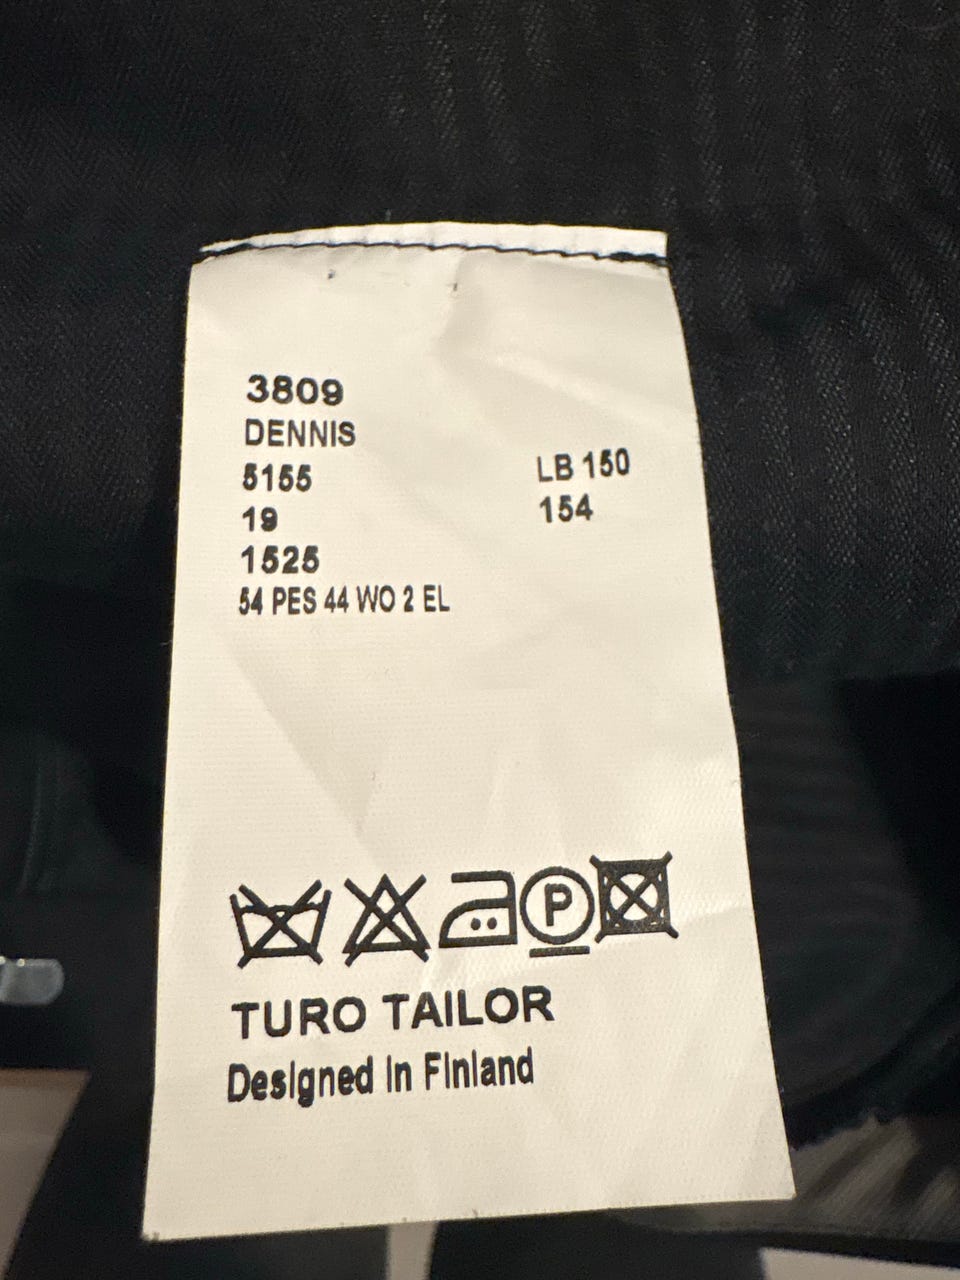 3809
DENNIS
5155
19
1525
54 PES 44 WO 2 EL
LB 150
154
P
TURO TAILOR
Designed in Finland